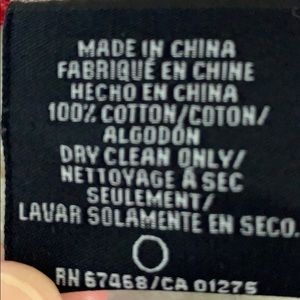 MADE IN CHINA
FABRIQUÉ EN CHINE
HECHO EN CHINA
100% COTTON/COTON/
ALGODÓN
DRY CLEAN ONLY/
NETTOYAGE À SEC
SEULEMENT/
LAVAR SOLAMENTE EN SECO.
RN 67468/CA 01275